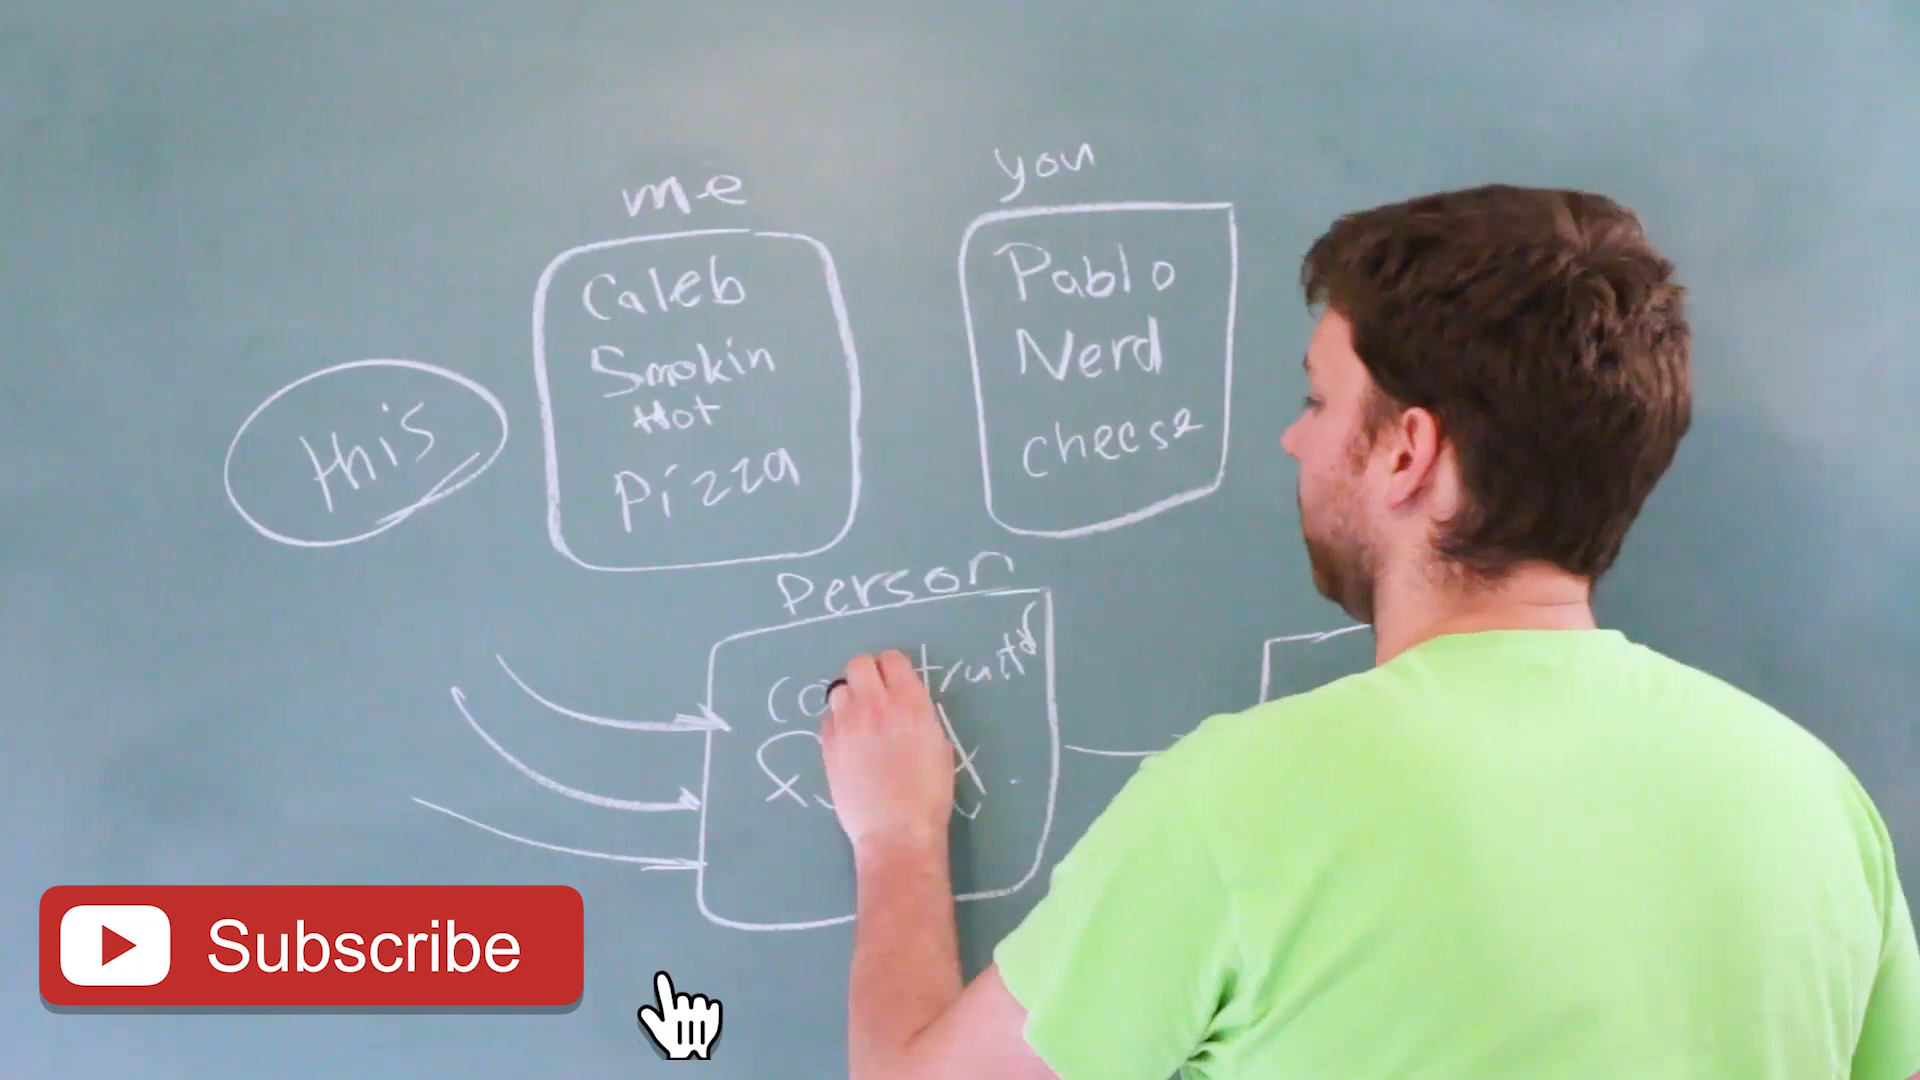 me
you
Caleb
Smokin
Hot
Pizza
Pablo
Nerd
cheese
this
Person
Subscribe